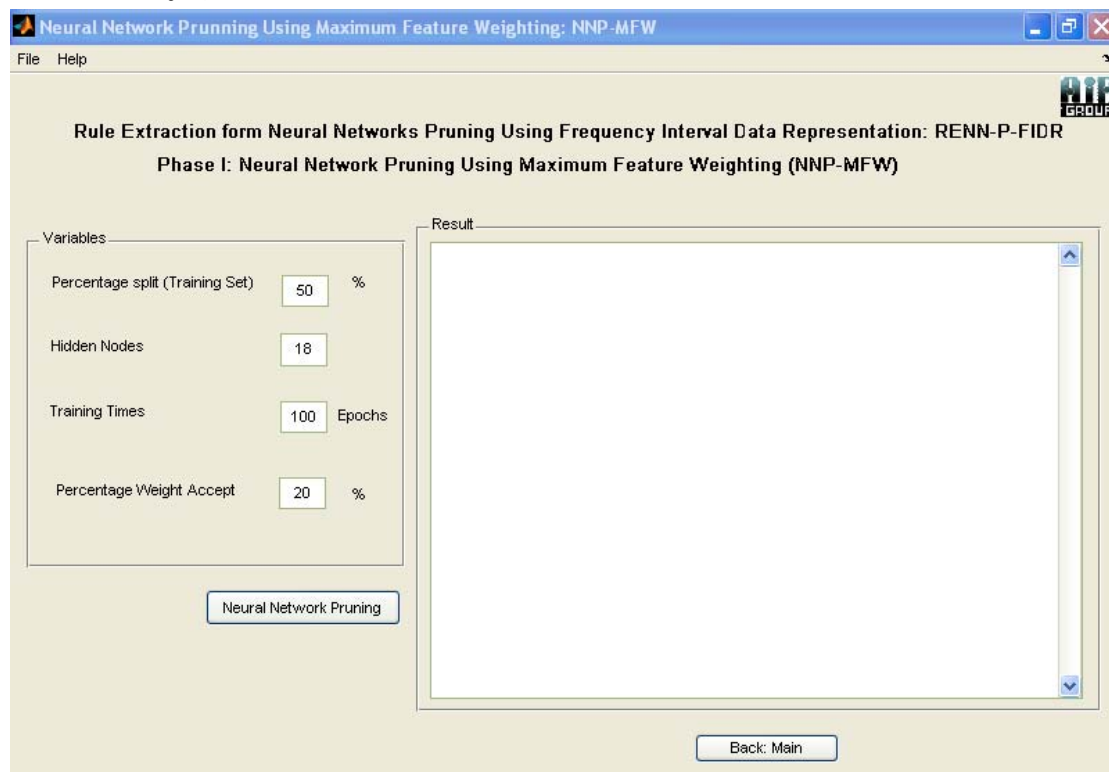 Neural Network Prunning Using Maximum Feature Weighting: NNP-MFW
File Help
AiF
GROUP
Rule Extraction form Neural Networks Pruning Using Frequency Interval Data Representation: RENN-P-FIDR
Phase I: Neural Network Pruning Using Maximum Feature Weighting (NNP-MFW)
Variables
Percentage split (Training Set) 50 %
Hidden Nodes 18
Training Times 100 Epochs
Percentage Weight Accept 20 %
Neural Network Pruning
Result
Back: Main